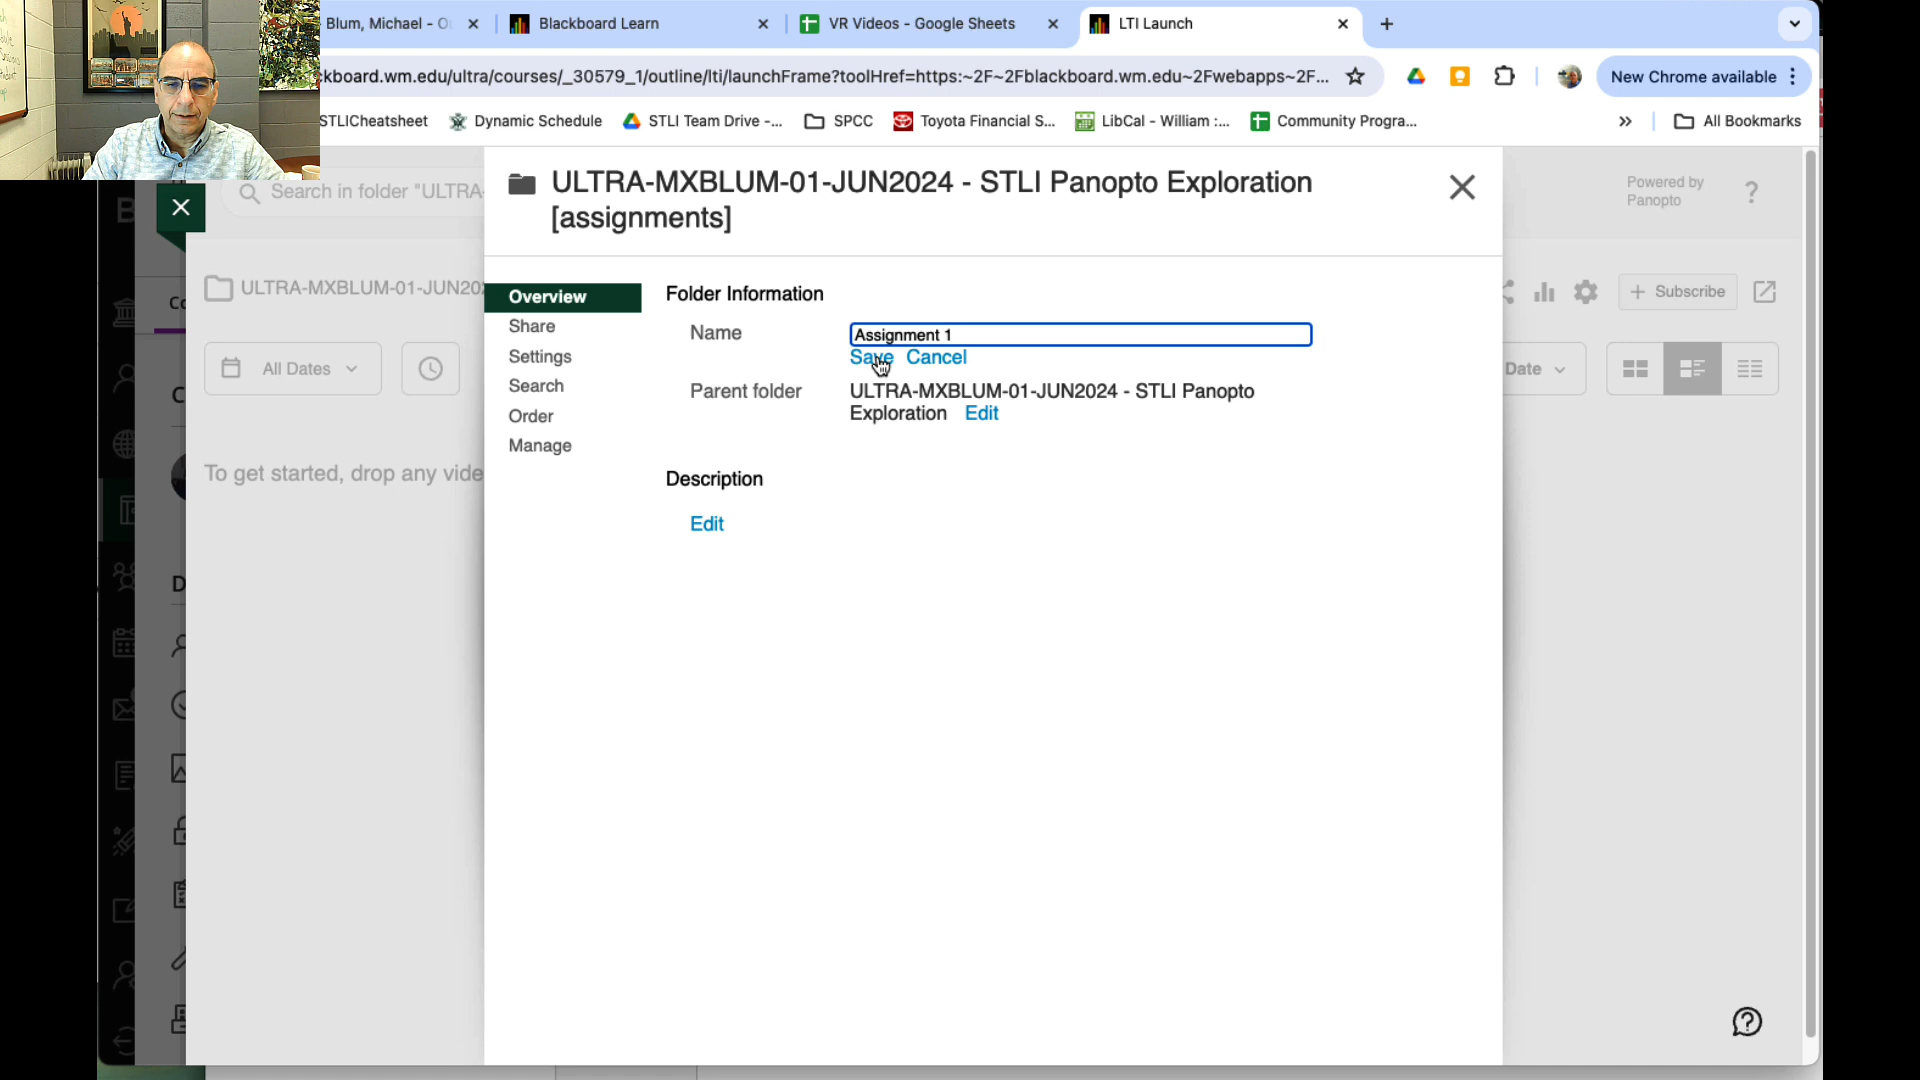 Blum, Michael - O
Blackboard Learn
VR Videos - Google Sheets
LTI Launch
kboard.wm.edu/ultra/courses/_30579_1/outline/lti/launchFrame?toolHref=https:~2F~2Fblackboard.wm.edu~2Fwebapps~2F...
New Chrome available
STLICheatsheet
Dynamic Schedule
STLI Team Drive -...
SPCC
Toyota Financial S...
LibCal - William :...
Community Progra...
All Bookmarks
Search in folder "ULTRA-
ULTRA-MXBLUM-01-JUN2024 - STLI Panopto Exploration
[assignments]
Powered by
Panopto
ULTRA-MXBLUM-01-JUN202
Subscribe
All Dates
Date
To get started, drop any vide
Overview
Share
Settings
Search
Order
Manage
Folder Information
Name
Assignment 1
Save Cancel
Parent folder
ULTRA-MXBLUM-01-JUN2024 - STLI Panopto
Exploration Edit
Description
Edit